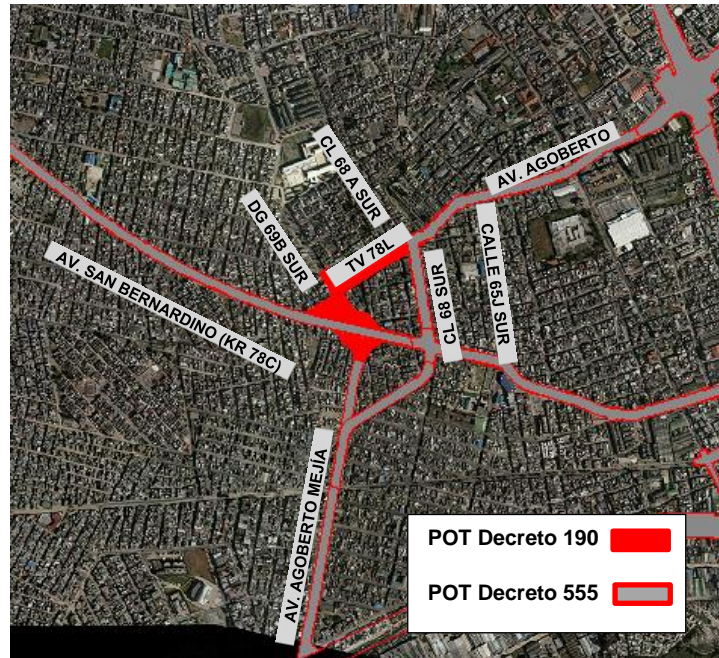 AV. AGOBERTO
CL 68 A SUR
DG 69B SUR
TV 78L
CALLE 65J SUR
CL 68 SUR
AV. SAN BERNARDINO (KR 78C)
AV. AGOBERTO MEJÍA
POT Decreto 190
POT Decreto 555